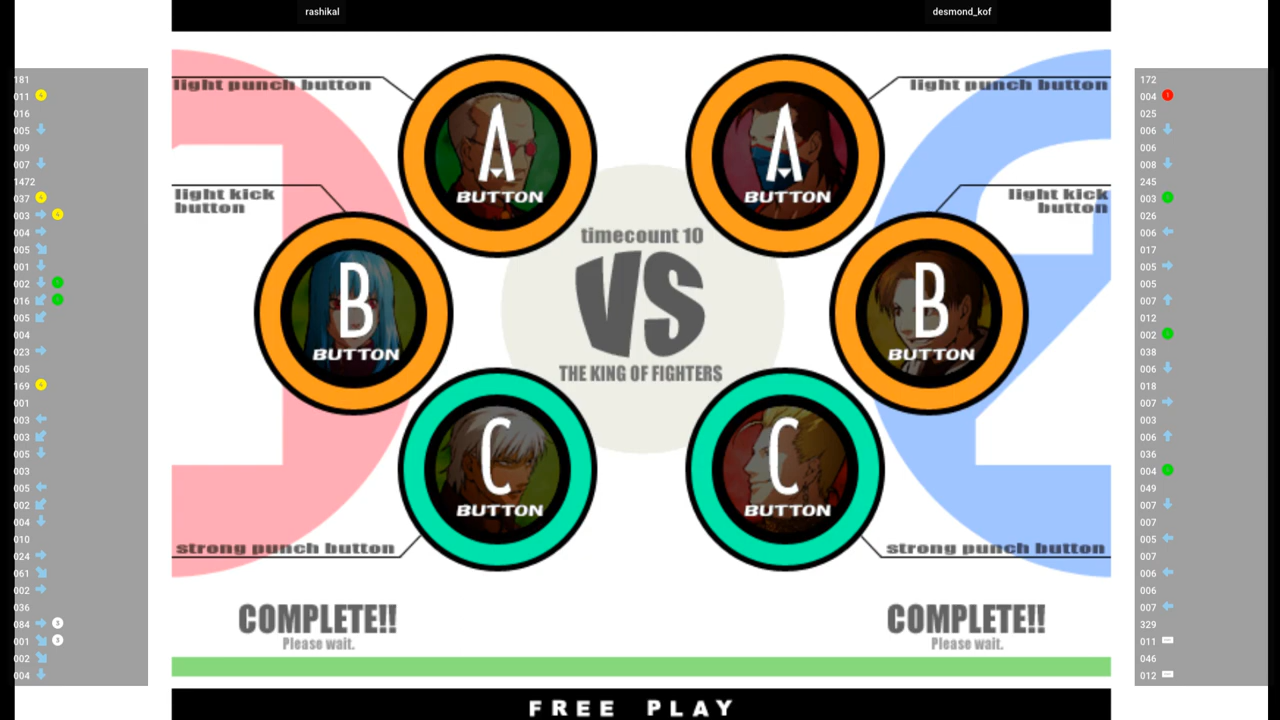 rashikal
desmond_kof
light punch button
light punch button
A
BUTTON
A
BUTTON
light kick
button
light kick
button
timecount 10
VS
THE KING OF FIGHTERS
B
BUTTON
B
BUTTON
C
BUTTON
C
BUTTON
strong punch button
strong punch button
COMPLETE!!
Please wait.
COMPLETE!!
Please wait.
FREE PLAY
181
011
016
005
009
007
1472
037
003
004
005
001
002
016
005
004
023
005
169
001
003
003
005
003
005
002
004
010
024
061
002
036
084 3
001 3
002
004
172
004
025
006
006
008
245
003
026
006
017
005
005
007
012
002
038
006
018
007
003
006
036
004
049
007
007
005
007
006
006
007
329
011
046
012